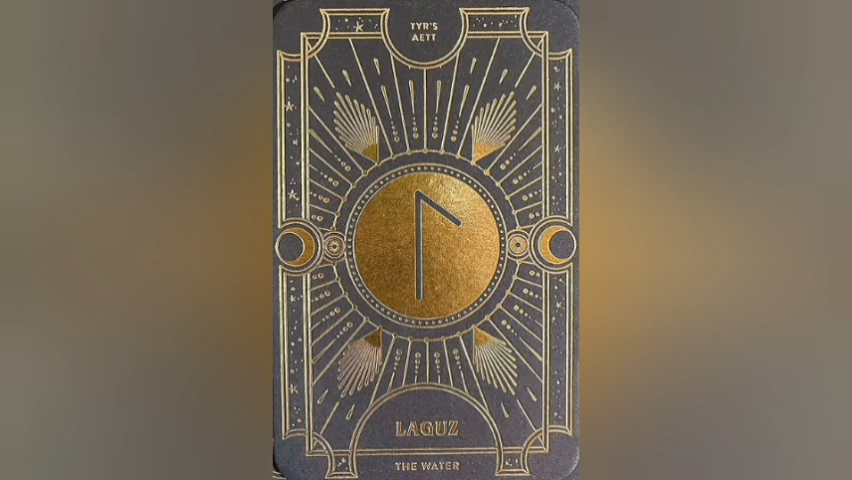 TYR'S
AETT
ᛚ
LAGUZ
THE WATER